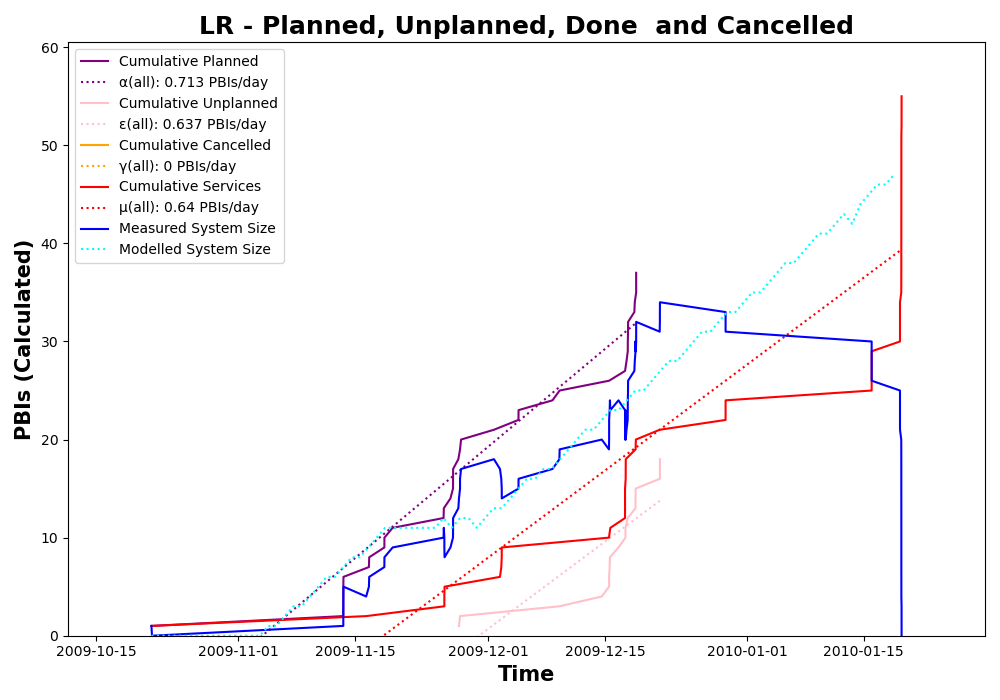 LR - Planned, Unplanned, Done  and Cancelled
Cumulative Planned
α(all): 0.713 PBIs/day
Cumulative Unplanned
ε(all): 0.637 PBIs/day
Cumulative Cancelled
γ(all): 0 PBIs/day
Cumulative Services
μ(all): 0.64 PBIs/day
Measured System Size
Modelled System Size
60
50
40
30
20
10
0
PBIs (Calculated)
2009-10-15
2009-11-01
2009-11-15
2009-12-01
2009-12-15
2010-01-01
2010-01-15
Time